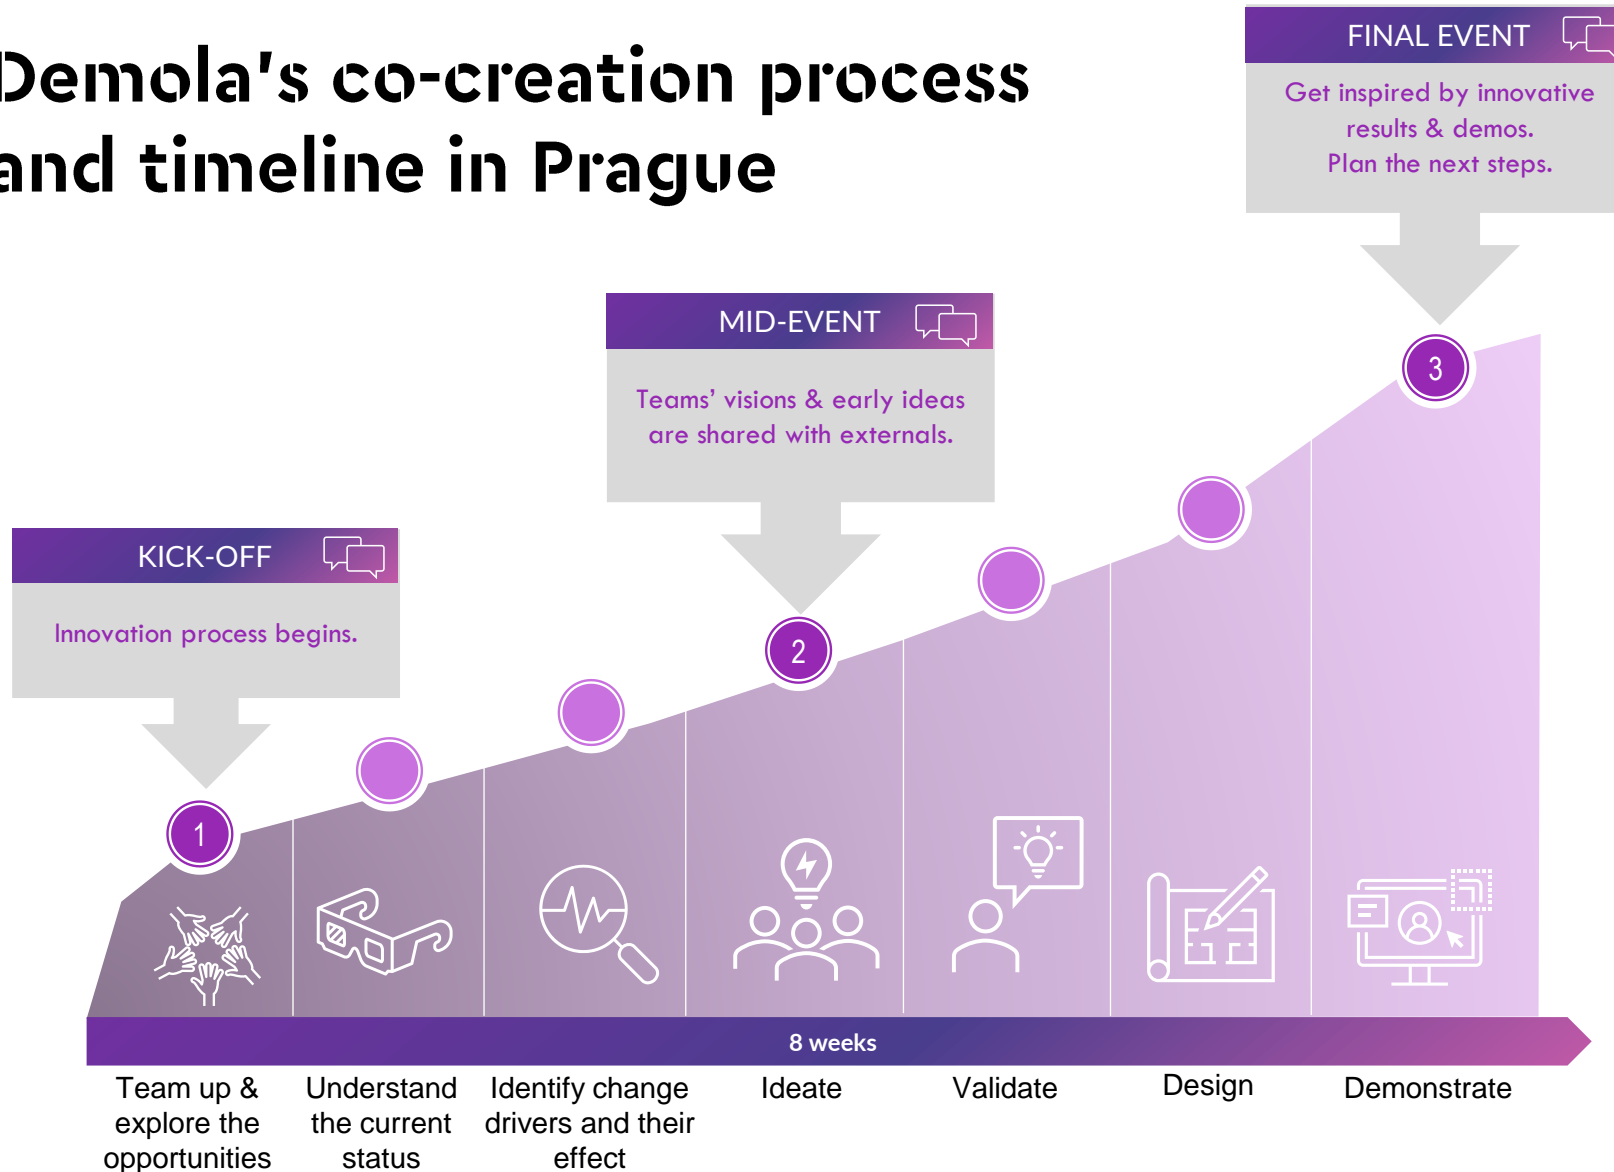 Demola's co-creation process
and timeline in Prague
FINAL EVENT
Get inspired by innovative
results & demos.
Plan the next steps.
MID-EVENT
Teams' visions & early ideas
are shared with externals.
KICK-OFF
Innovation process begins.
1
2
3
8 weeks
Team up &
explore the
opportunities
Understand
the current
status
Identify change
drivers and their
effect
Ideate
Validate
Design
Demonstrate